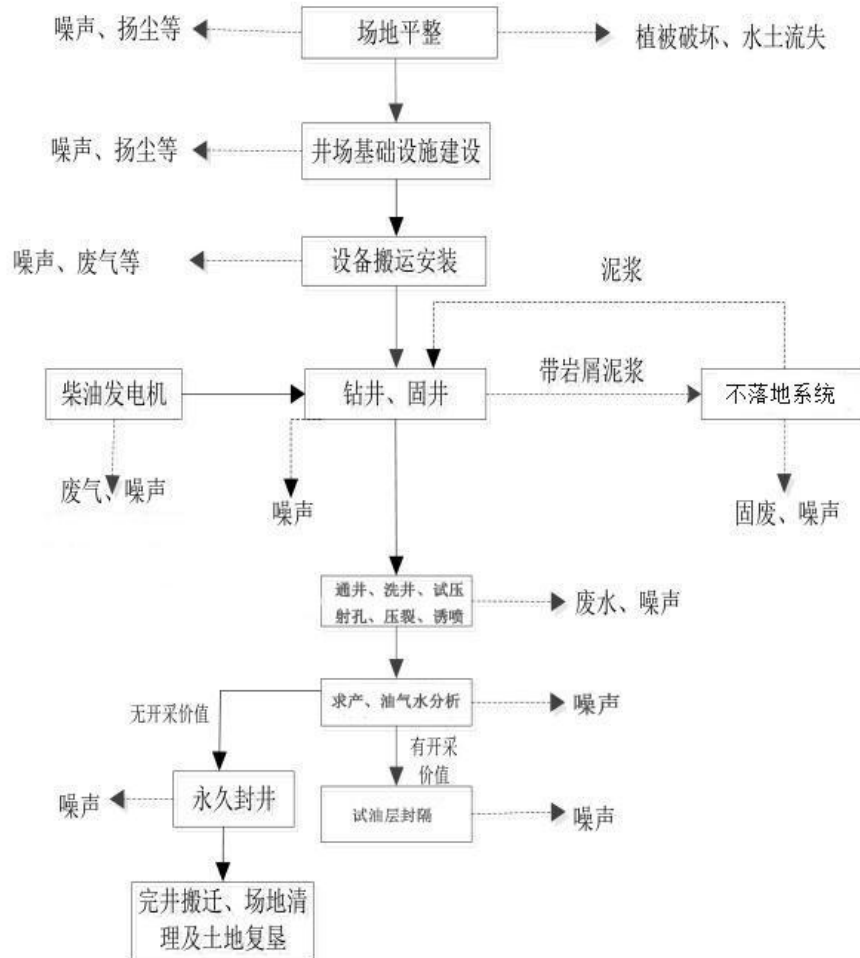 噪声、扬尘等
场地平整
植被破坏、水土流失
噪声、扬尘等
井场基础设施建设
噪声、废气等
设备搬运安装
泥浆
柴油发电机
钻井、固井
带岩屑泥浆
不落地系统
废气、噪声
噪声
固废、噪声
通井、洗井、试压
射孔、压裂、诱喷
废水、噪声
无开采价值
求产、油气水分析
噪声
有开采
价值
噪声
永久封井
试油层封隔
噪声
完井搬迁、场地清
理及土地复垦